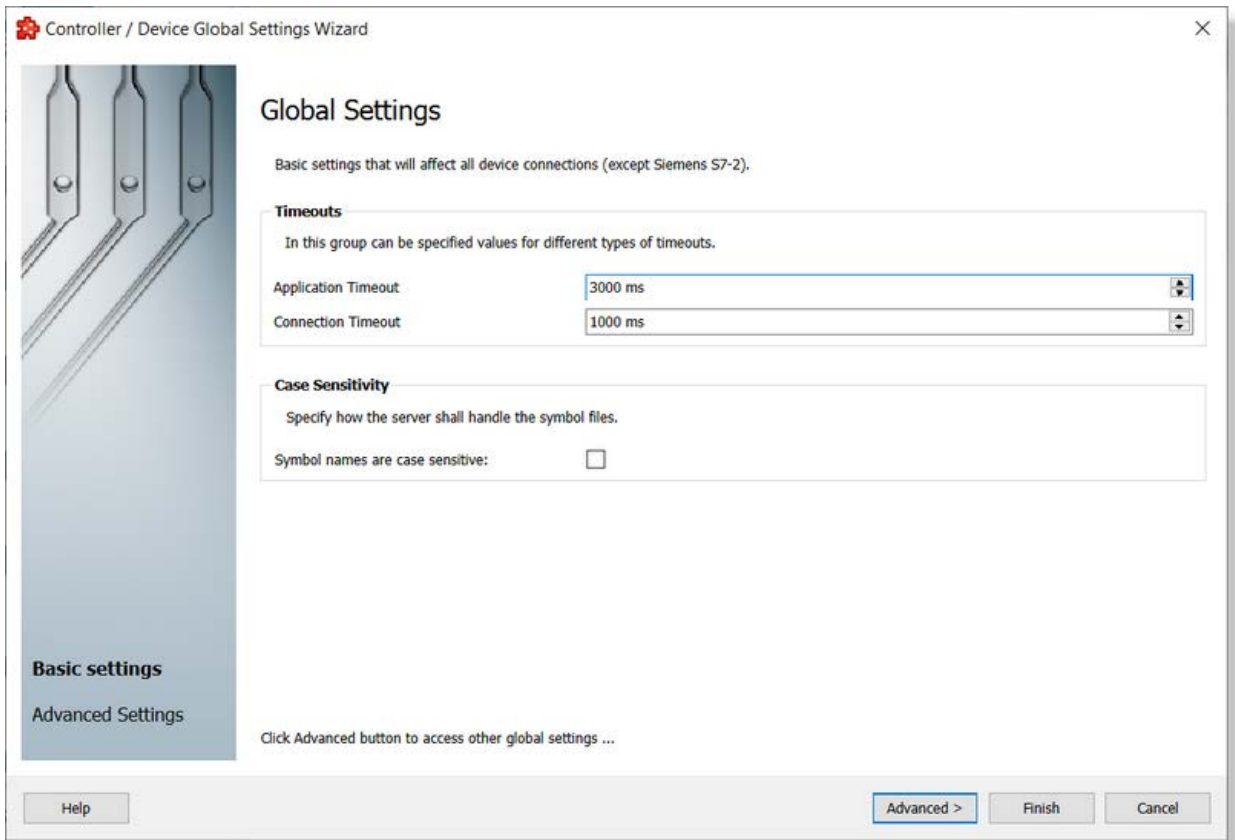 Controller / Device Global Settings Wizard
Global Settings
Basic settings that will affect all device connections (except Siemens S7-2).
Timeouts
In this group can be specified values for different types of timeouts.
Application Timeout 3000 ms
Connection Timeout 1000 ms
Case Sensitivity
Specify how the server shall handle the symbol files.
Symbol names are case sensitive:
Basic settings
Advanced Settings
Click Advanced button to access other global settings ...
Help Advanced > Finish Cancel